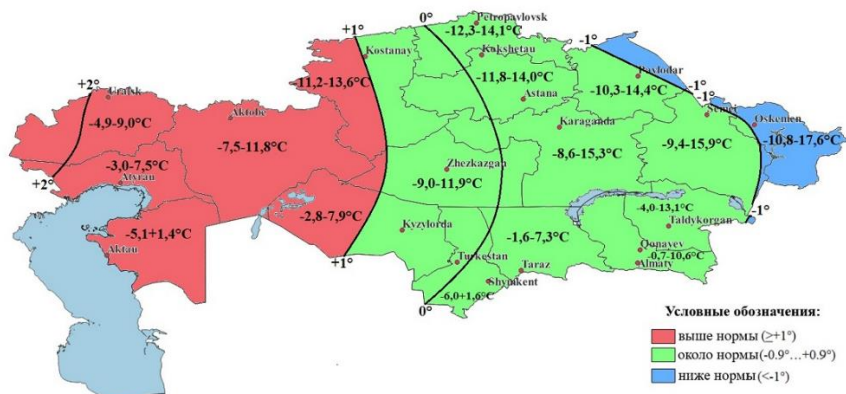 0°
Petropavlovsk
-12,3-14,1°C
+1°
Kostanay
Kokshetau
-1°
-11,2-13,6°C
-11,8-14,0°C
Pavlodar
-10,3-14,4°C
-1°
+2°
Uralsk
Astana
-1°
Semei
-4,9-9,0°C
Aktobe
Karaganda
Oskemen
-7,5-11,8°C
-8,6-15,3°C
-9,4-15,9°C
-10,8-17,6°C
-3,0-7,5°C
Zhezkazgan
+2°
Atyrau
-9,0-11,9°C
-2,8-7,9°C
-4,0-13,1°C
-1°
Taldykorgan
-5,1+1,4°C
Kyzylorda
-1,6-7,3°C
Aktau
Qonayev
-0,7-10,6°C
+1°
Turkestan
Taraz
Almaty
Shymkent
-6,0+1,6°C
0°
Условные обозначения:
выше нормы (≥+1°)
около нормы(-0.9°...+0.9°)
ниже нормы (<-1°)